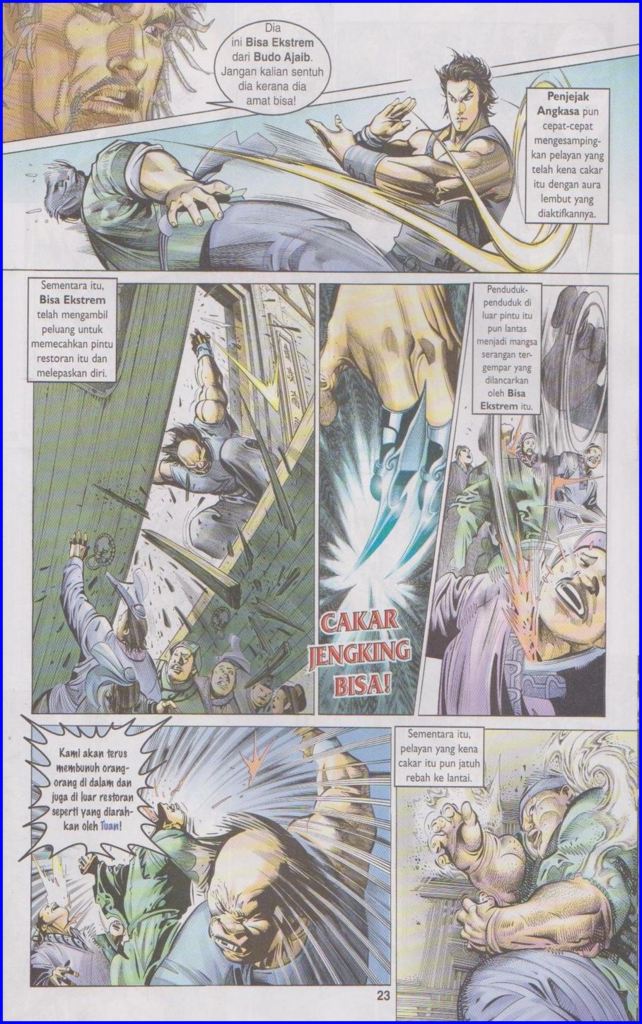 Dia
ini Bisa Ekstrem
dari Budo Ajaib.
Jangan kalian sentuh
dia kerana dia
amat bisa!
Penjejak
Angkasa pun
cepat-cepat
mengesamping-
kan pelayan yang
telah kena cakar
itu dengan aura
lembut yang
diaktifkannya.
Sementara itu,
Bisa Ekstrem
telah mengambil
peluang untuk
memecahkan pintu
restoran itu dan
melepaskan diri.
CAKAR
JENGKING
BISA!
Penduduk-
penduduk di
luar pintu itu
pun lantas
menjadi mangsa
serangan ter-
gempar yang
dilancarkan
oleh Bisa
Ekstrem itu.
Kami akan terus
membunuh orang-
orang di dalam dan
juga di luar restoran
seperti yang diarah-
kan oleh Tuan!
Sementara itu,
pelayan yang kena
cakar itu pun jatuh
rebah ke lantai.
23